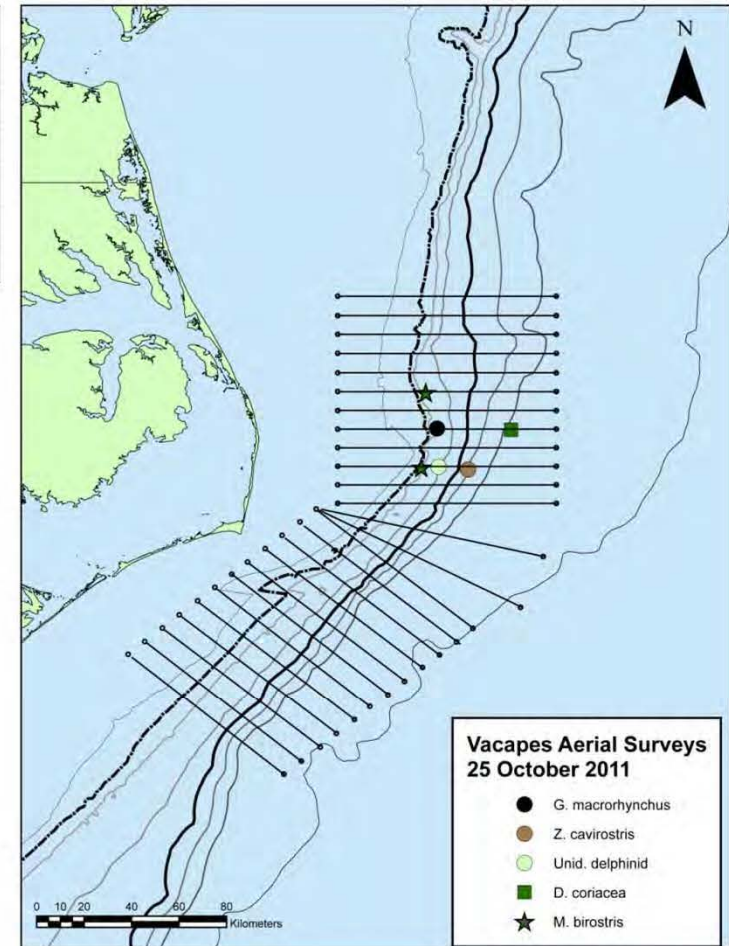 N
Vacapes Aerial Surveys
25 October 2011
G. macrorhynchus
Z. cavirostris
Unid. delphinid
D. coriacea
M. birostris
0 10 20 40 60 80
Kilometers